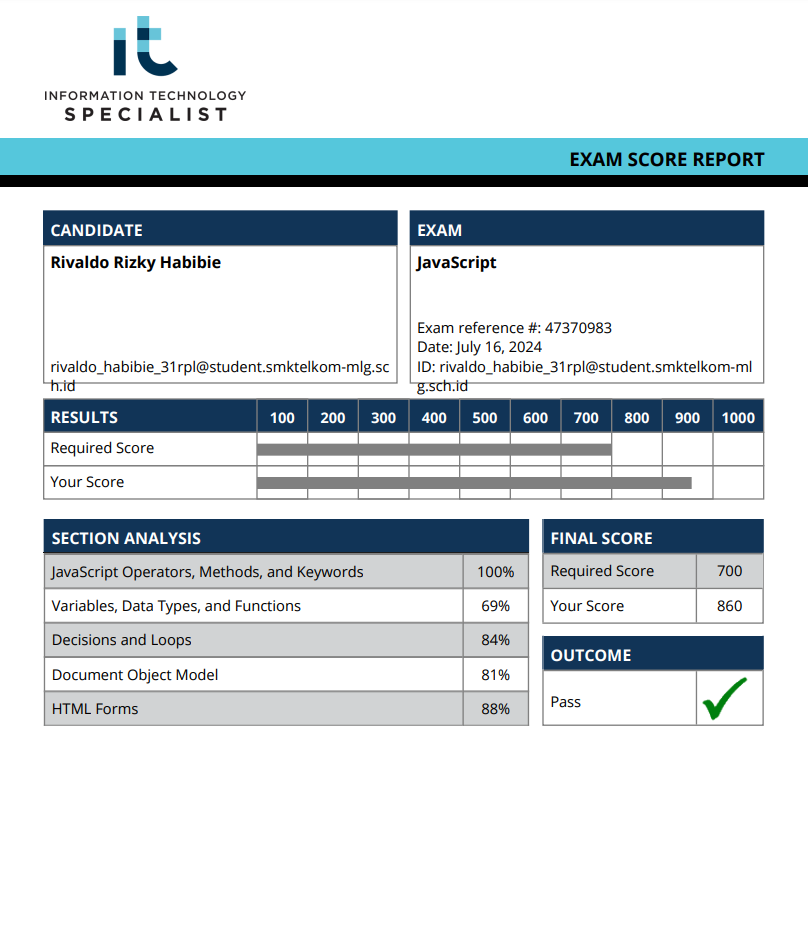 it
INFORMATION TECHNOLOGY
SPECIALIST
EXAM SCORE REPORT
CANDIDATE
Rivaldo Rizky Habibie
rivaldo_habibie_31rpl@student.smktelkom-mlg.sc
h.id
EXAM
JavaScript
Exam reference #: 47370983
Date: July 16, 2024
ID: rivaldo_habibie_31rpl@student.smktelkom-ml
g.sch.id
RESULTS 100 200 300 400 500 600 700 800 900 1000
Required Score
Your Score
SECTION ANALYSIS
JavaScript Operators, Methods, and Keywords 100%
Variables, Data Types, and Functions 69%
Decisions and Loops 84%
Document Object Model 81%
HTML Forms 88%
FINAL SCORE
Required Score 700
Your Score 860
OUTCOME
Pass